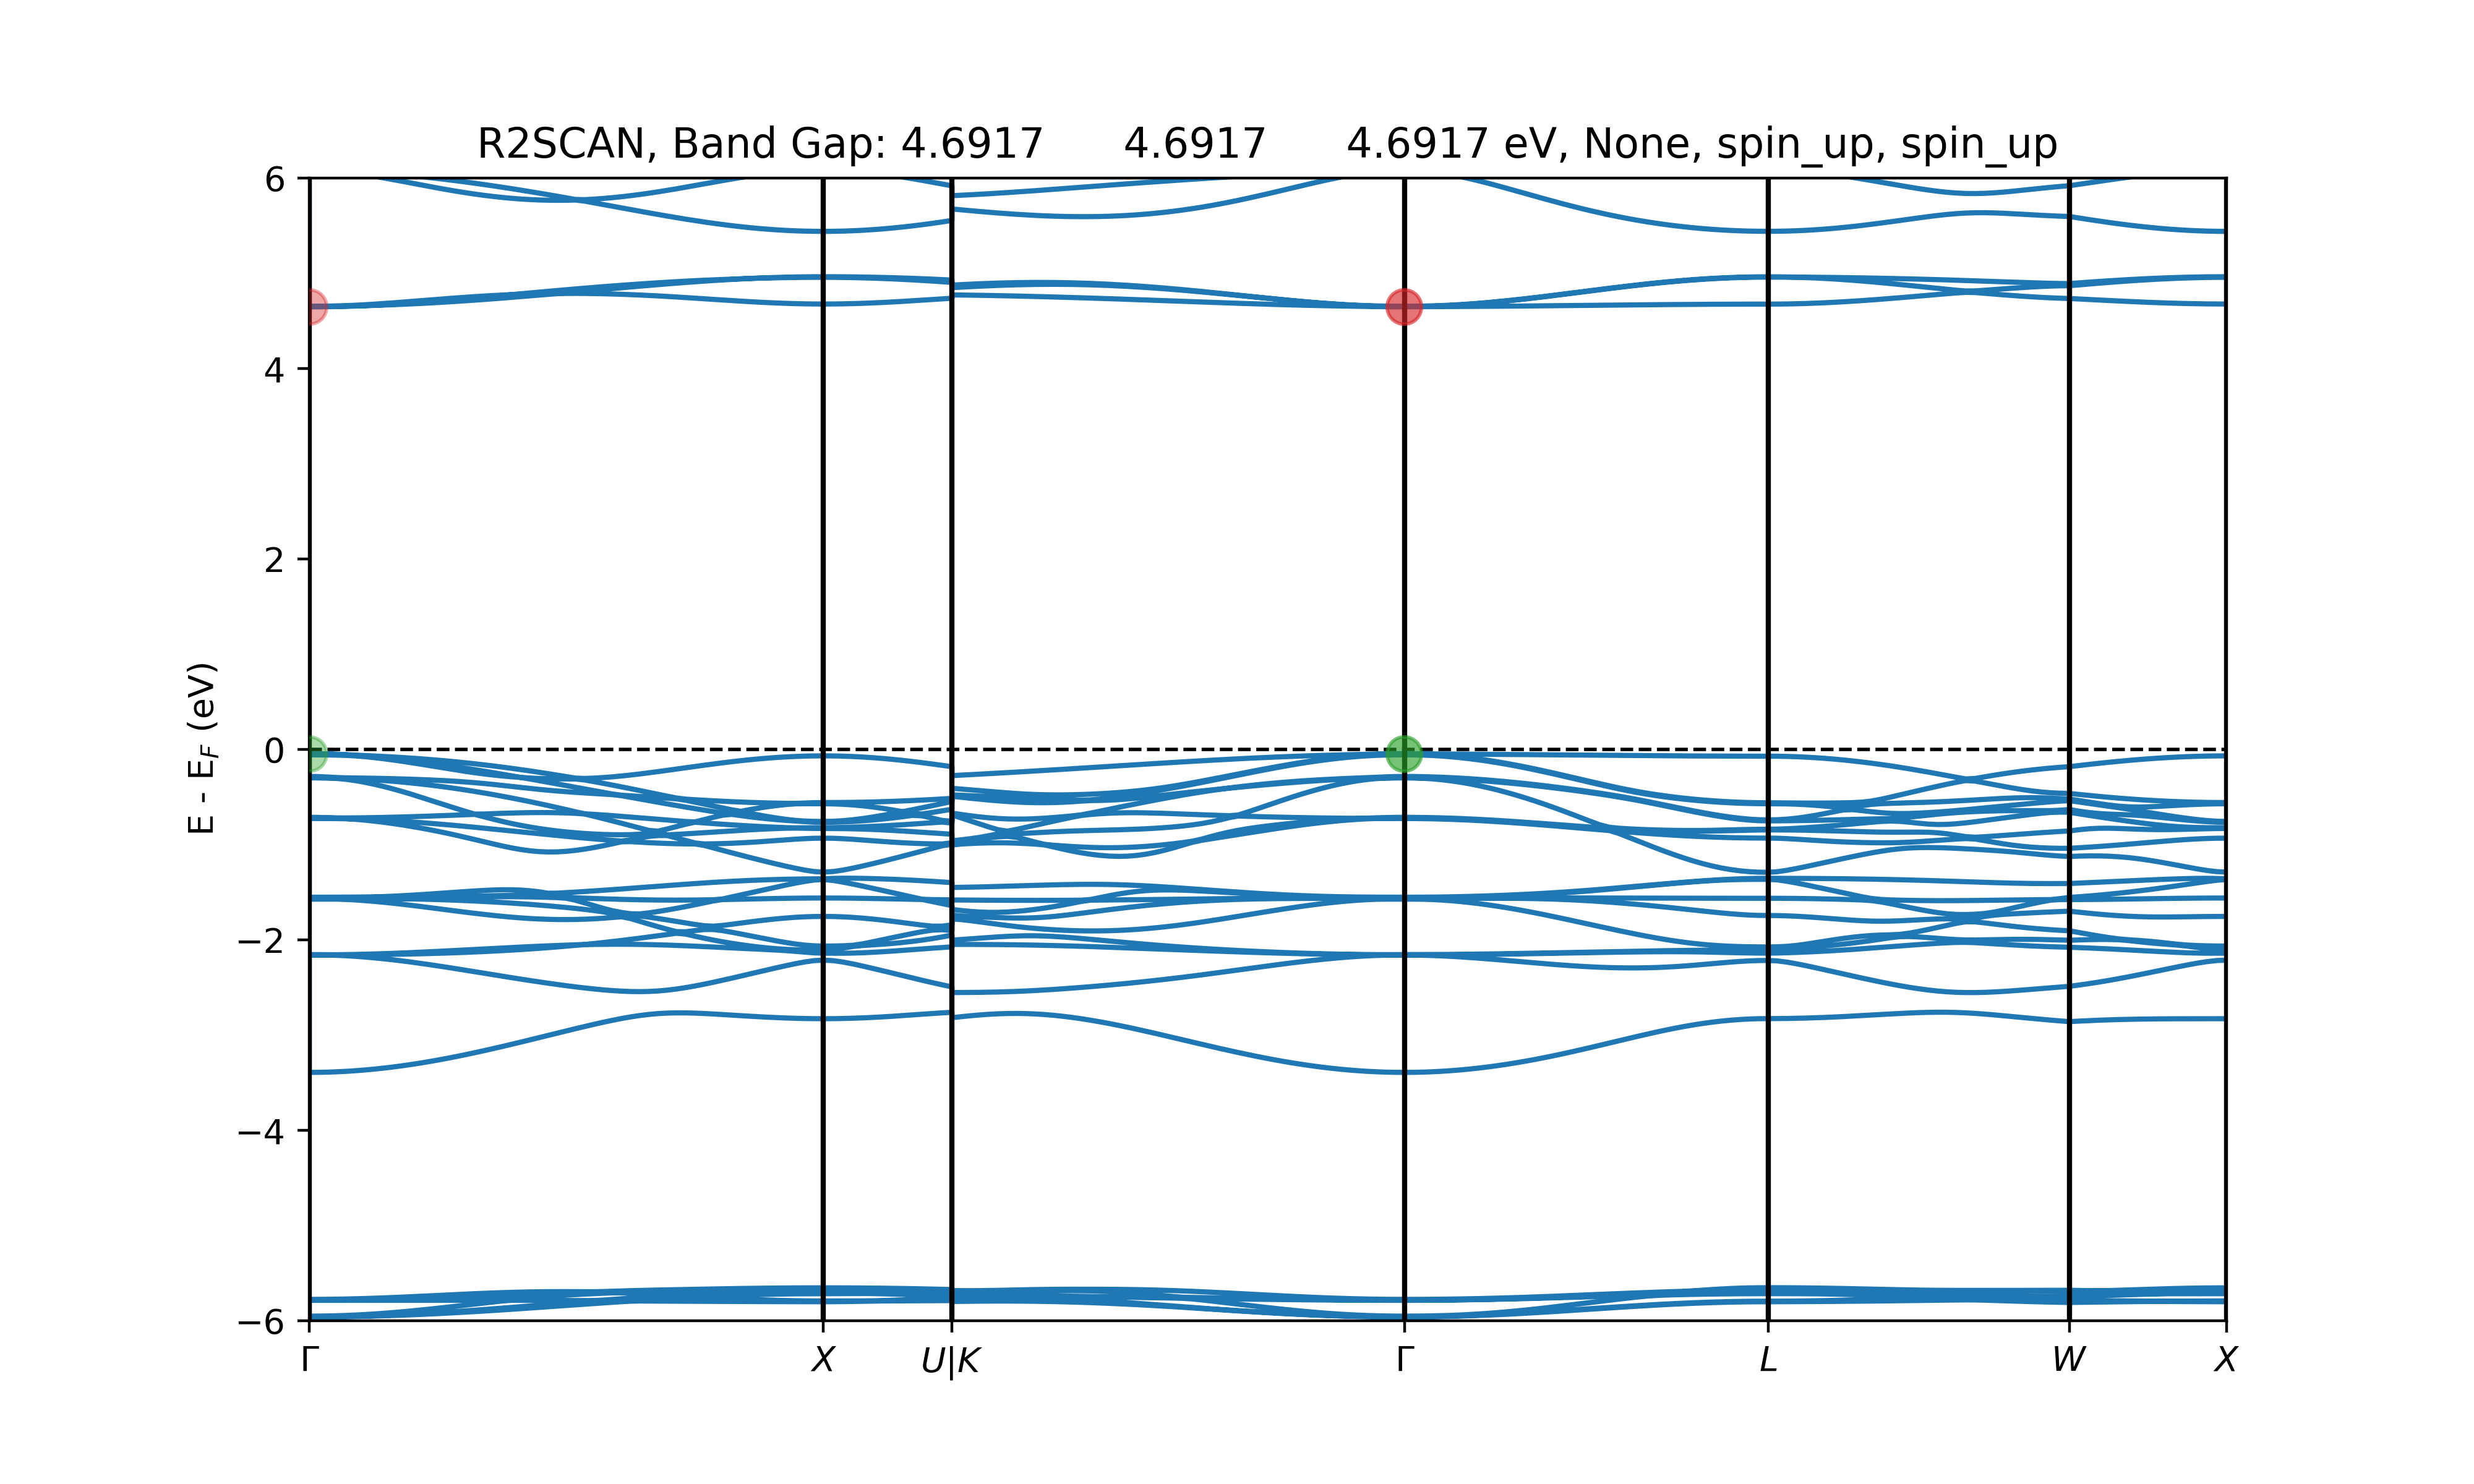 R2SCAN, Band Gap: 4.6917 4.6917 4.6917 eV, None, spin_up, spin_up
6
4
2
0
−2
−4
−6
E - E_F (eV)
Γ X U|K Γ L W X